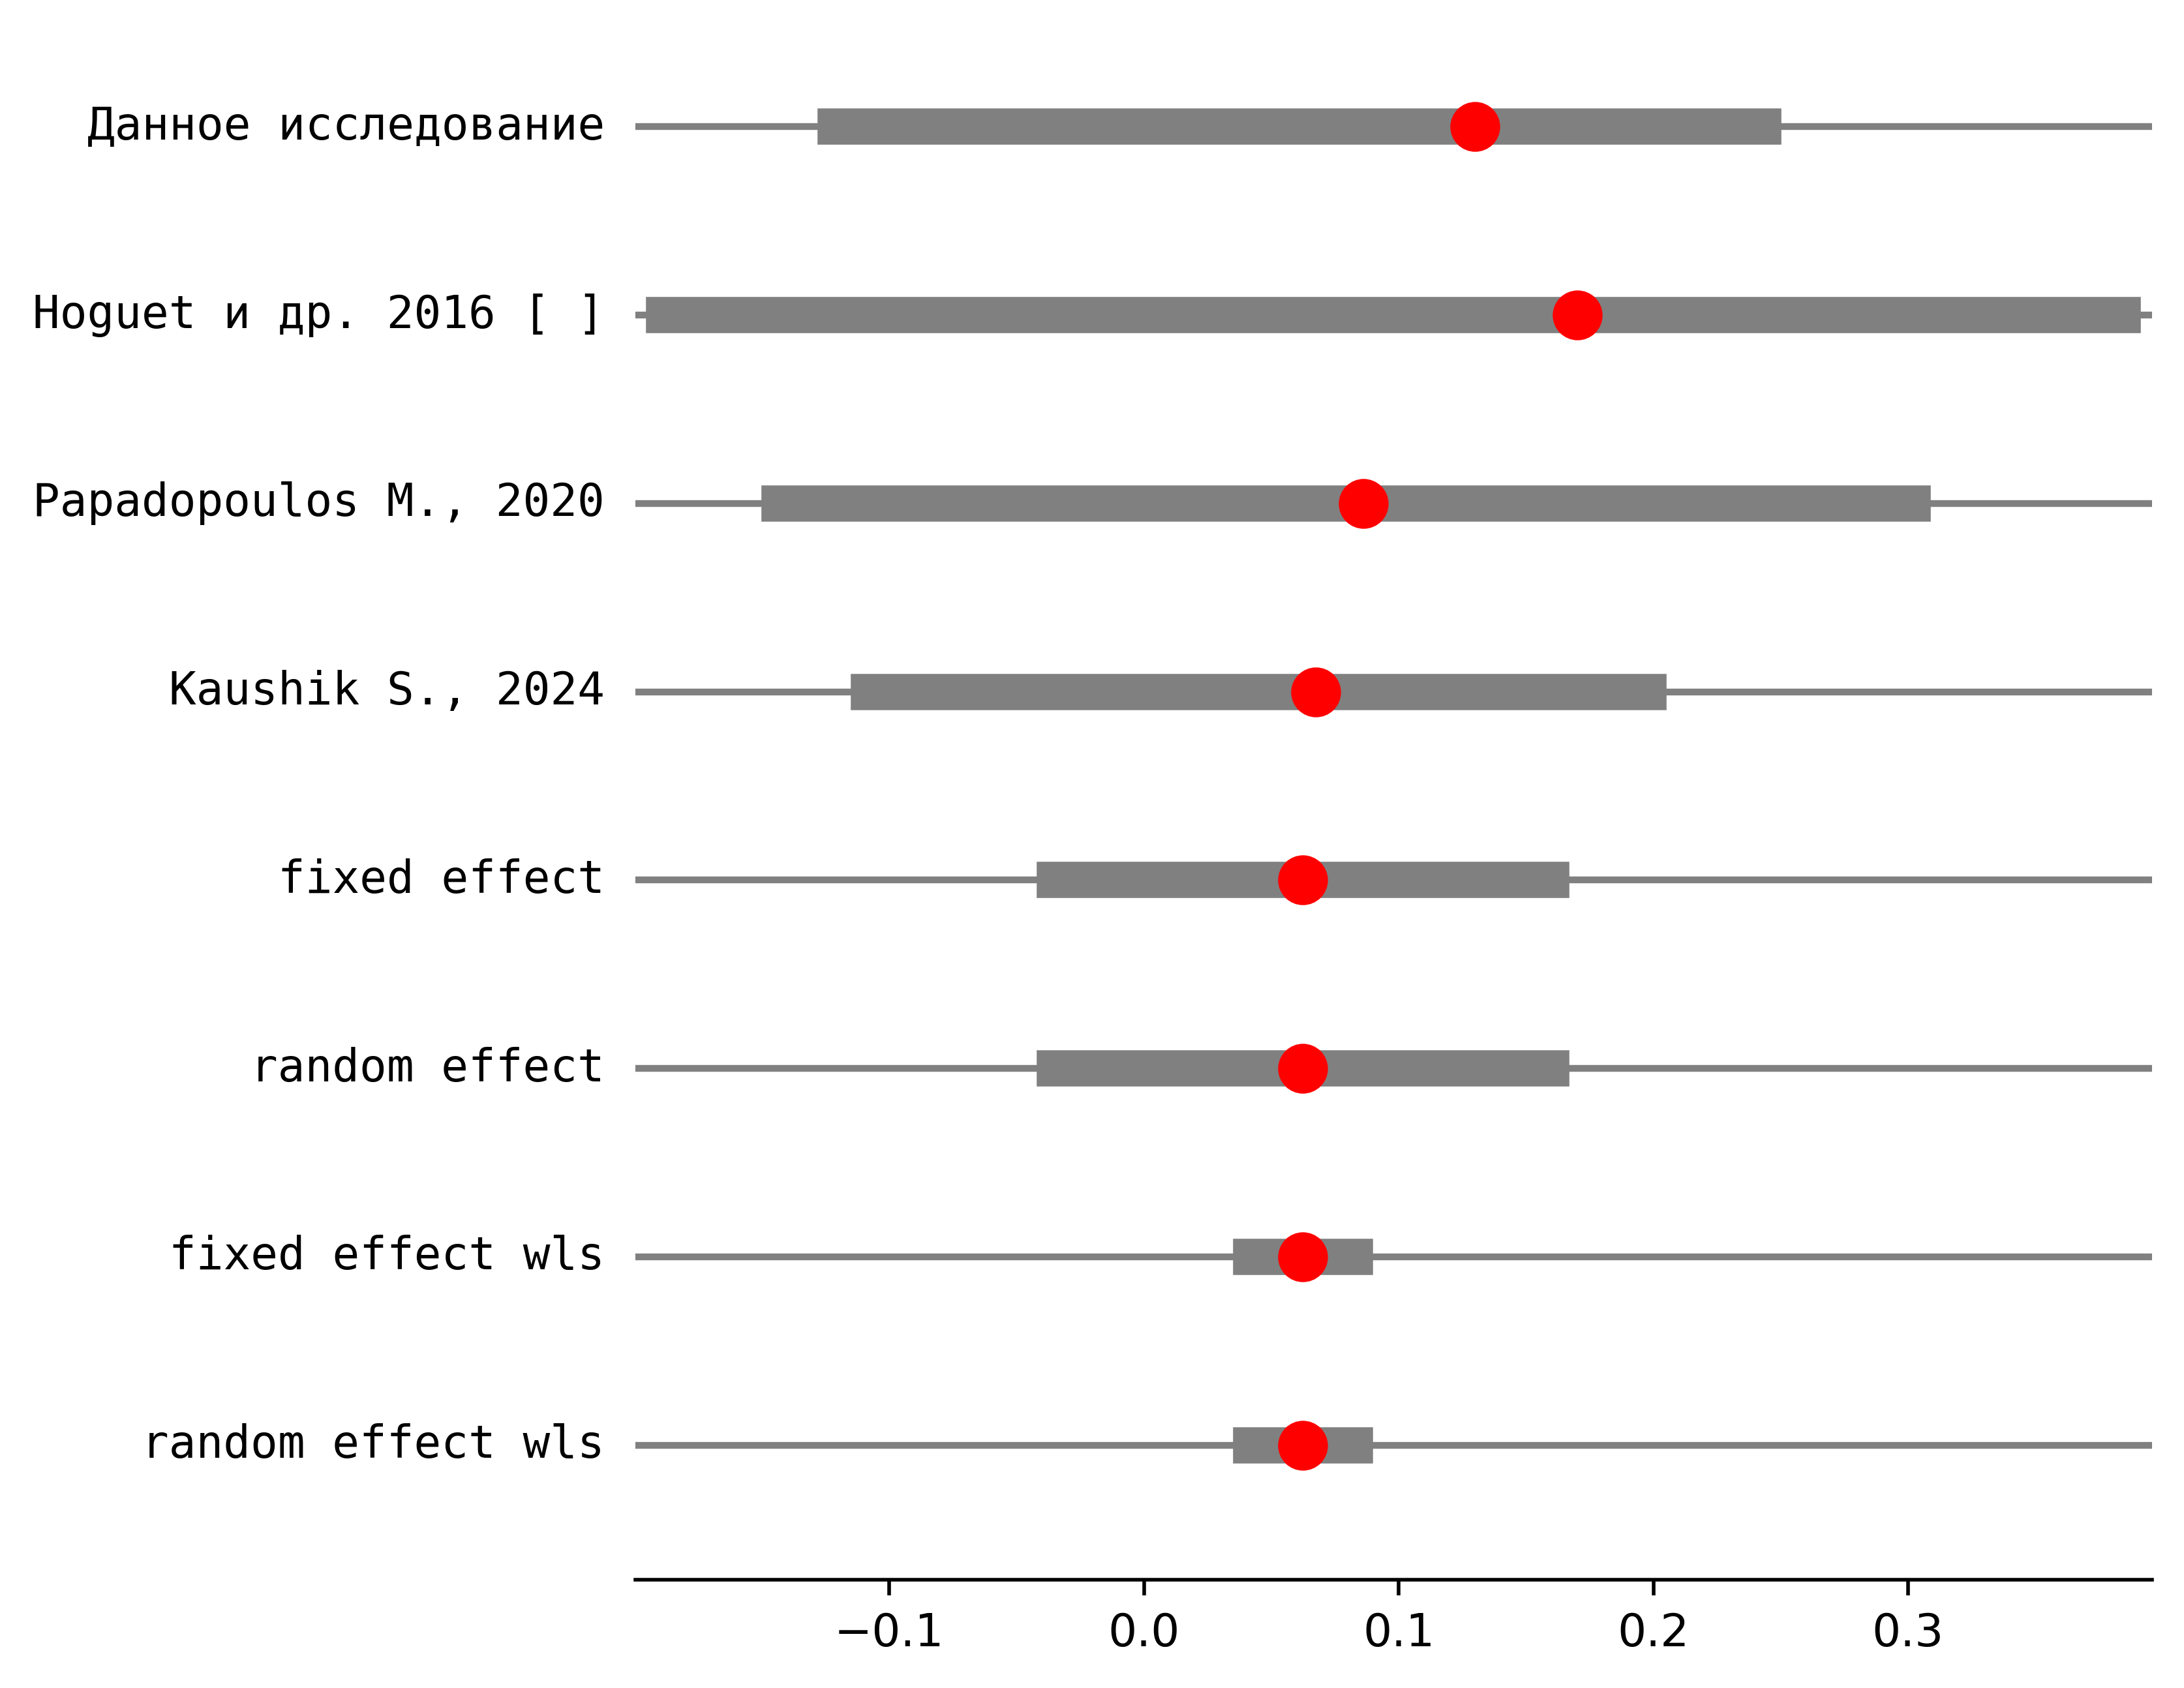 Данное исследование
Hoguet и др. 2016 [ ]
Papadopoulos M., 2020
Kaushik S., 2024
fixed effect
random effect
fixed effect wls
random effect wls
−0.1 0.0 0.1 0.2 0.3